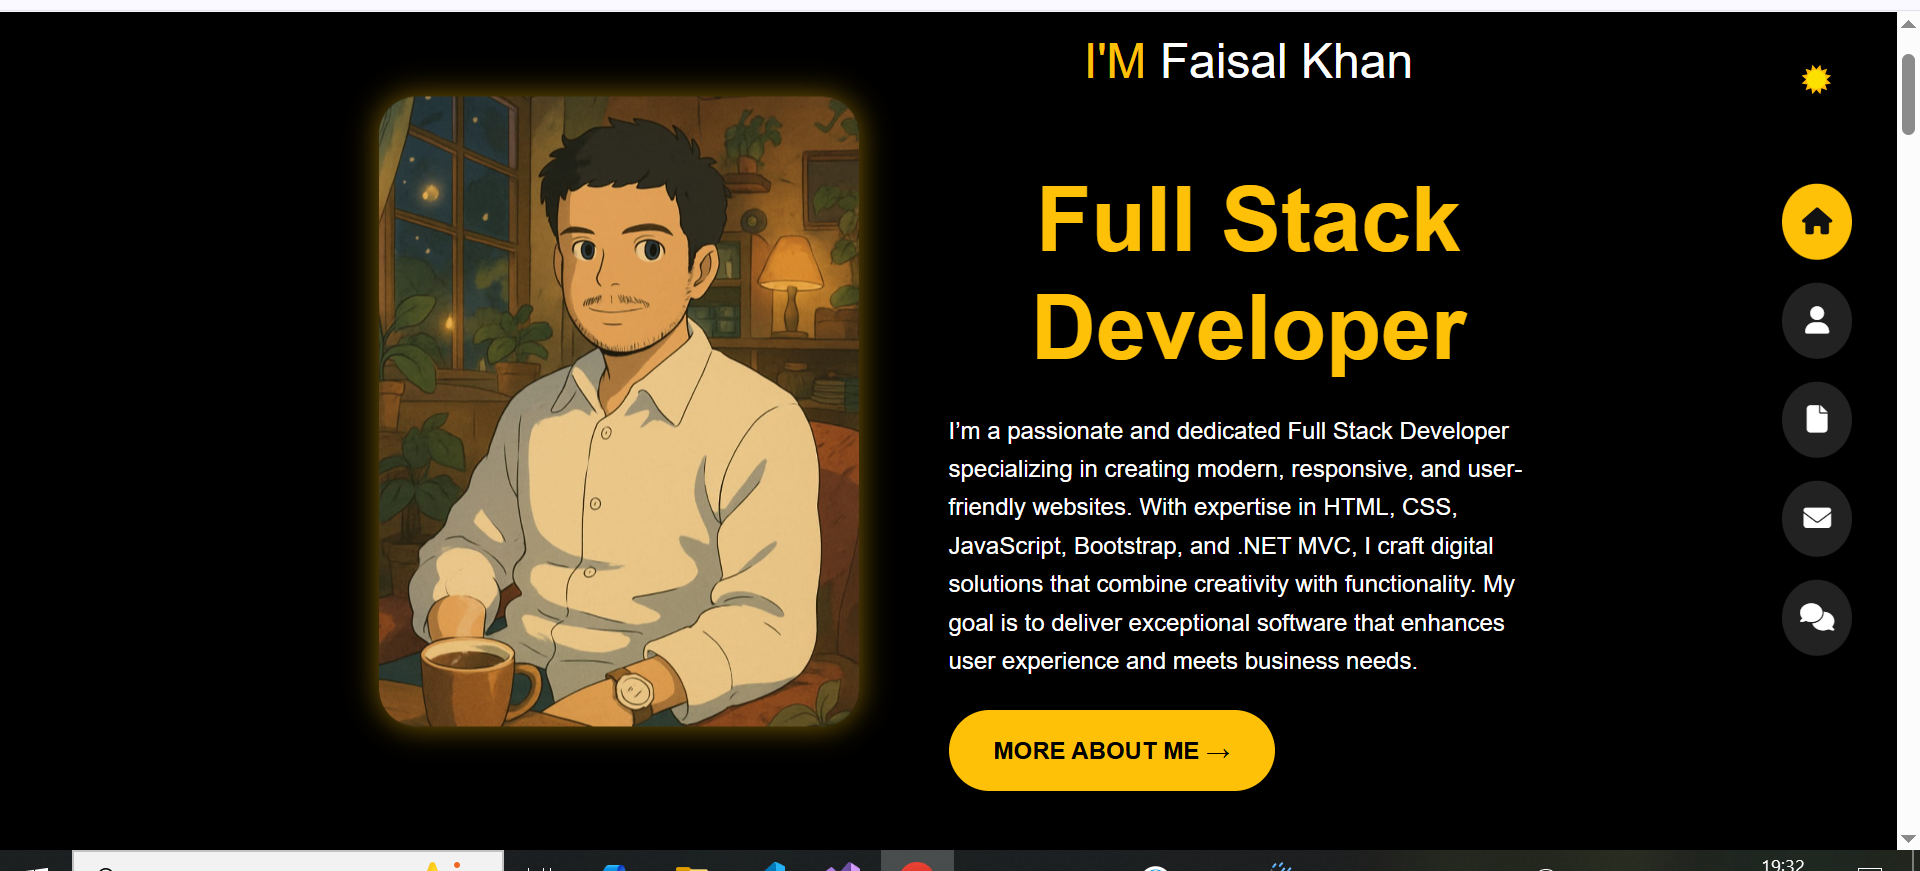 I'M Faisal Khan
Full Stack
Developer
I’m a passionate and dedicated Full Stack Developer
specializing in creating modern, responsive, and user-
friendly websites. With expertise in HTML, CSS,
JavaScript, Bootstrap, and .NET MVC, I craft digital
solutions that combine creativity with functionality. My
goal is to deliver exceptional software that enhances
user experience and meets business needs.
MORE ABOUT ME →
19:32